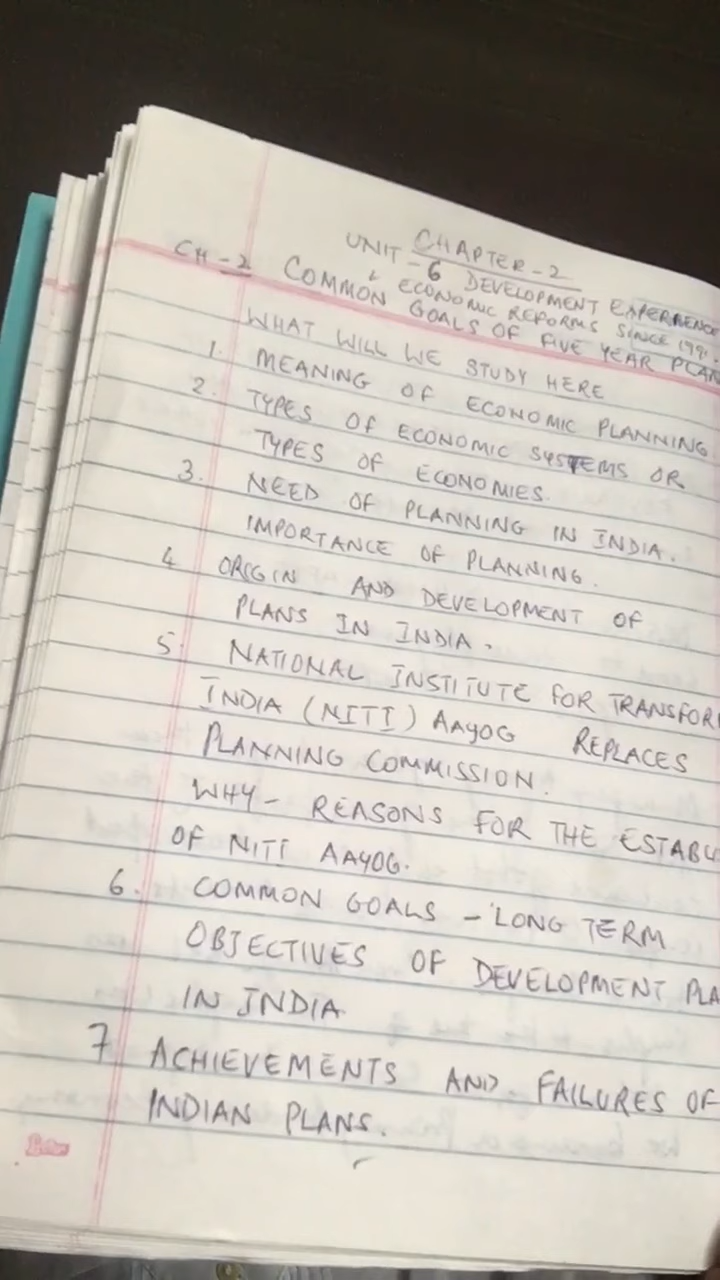 CHAPTER-2
UNIT-6 DEVELOPMENT EXPERIENCE
& ECONOMIC REFORMS SINCE 199
CH-2 COMMON GOALS OF FIVE YEAR PLAN
WHAT WILL WE STUDY HERE
1. MEANING OF ECONOMIC PLANNING
2. TYPES OF ECONOMIC SYSTEMS OR
TYPES OF ECONOMIES.
3. NEED OF PLANNING IN INDIA.
IMPORTANCE OF PLANNING.
4 ORIGIN AND DEVELOPMENT OF
PLANS IN INDIA.
5. NATIONAL INSTITUTE FOR TRANSFOR
INDIA (NITI) AAYOG REPLACES
PLANNING COMMISSION.
WHY- REASONS FOR THE ESTABL
OF NITI AAYOG.
6. COMMON GOALS - LONG TERM
OBJECTIVES OF DEVELOPMENT PLA
IN INDIA
7 ACHIEVEMENTS AND FAILURES OF
INDIAN PLANS.